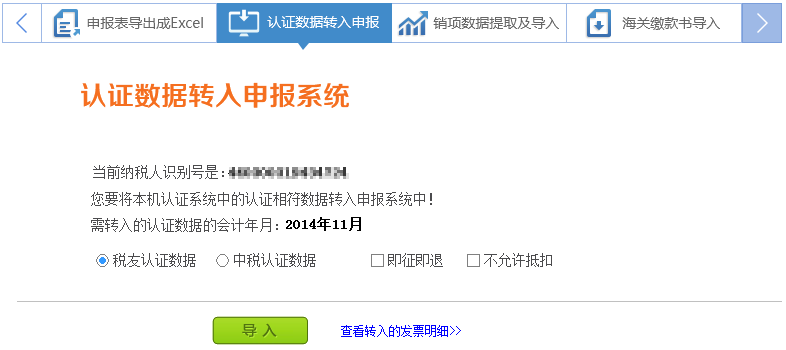 申报表导出成Excel 认证数据转入申报 销项数据提取及导入 海关缴款书导入
认证数据转入申报系统
当前纳税人识别号是:
您要将本机认证系统中的认证相符数据转入申报系统中!
需转入的认证数据的会计年月: 2014年11月
税友认证数据 中税认证数据 即征即退 不允许抵扣
导入 查看转入的发票明细>>